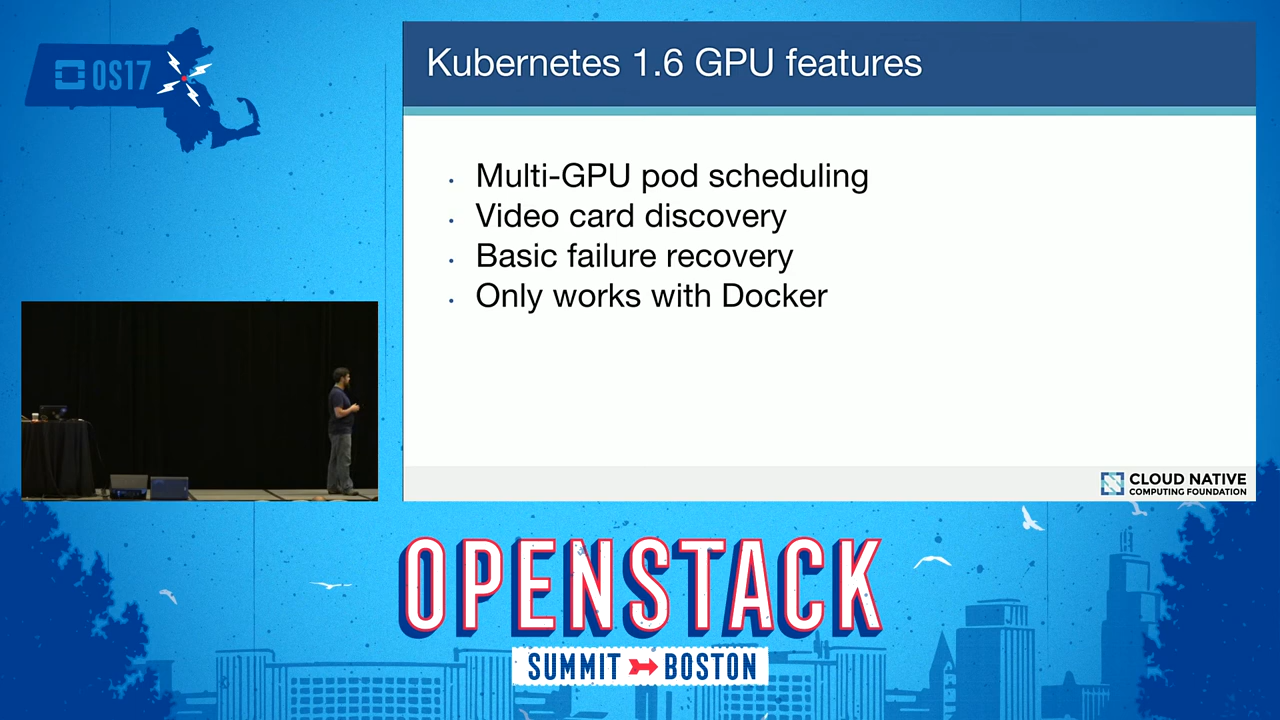 OS17
Kubernetes 1.6 GPU features
• Multi-GPU pod scheduling
• Video card discovery
• Basic failure recovery
• Only works with Docker
CLOUD NATIVE
COMPUTING FOUNDATION
OPENSTACK
SUMMIT BOSTON